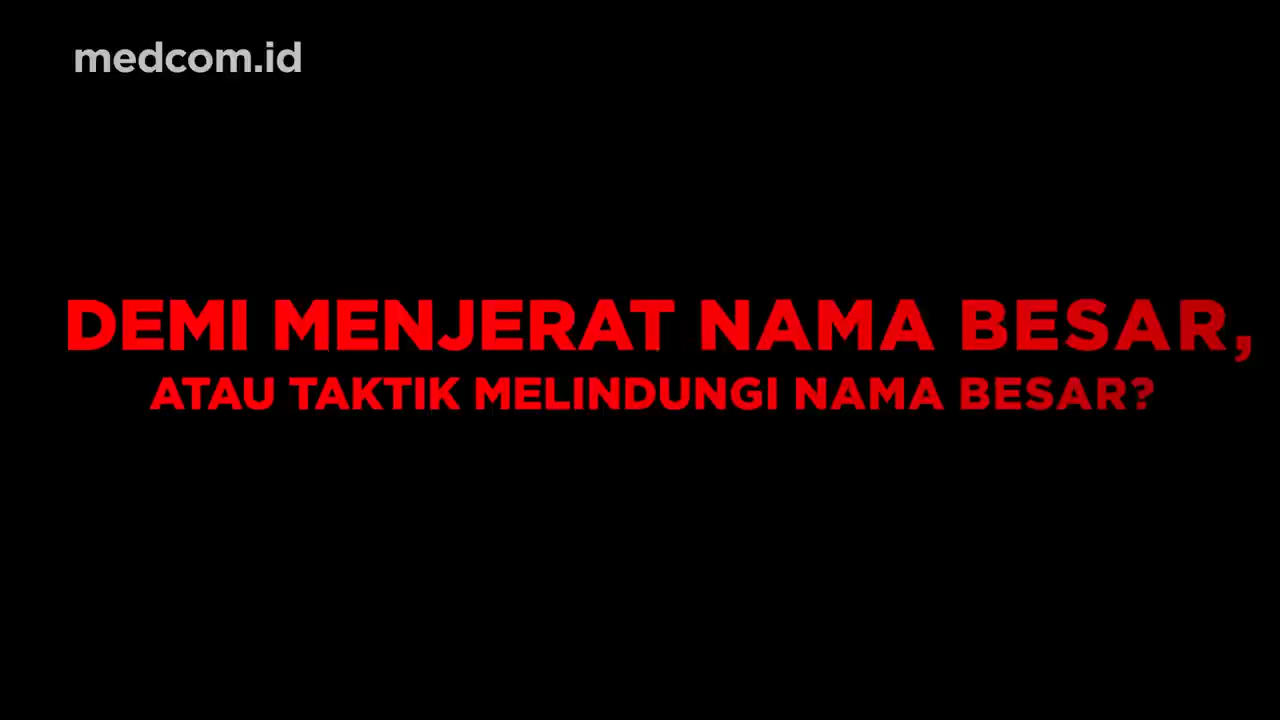 medcom.id
DEMI MENJERAT NAMA BESAR,
ATAU TAKTIK MELINDUNGI NAMA BESAR?